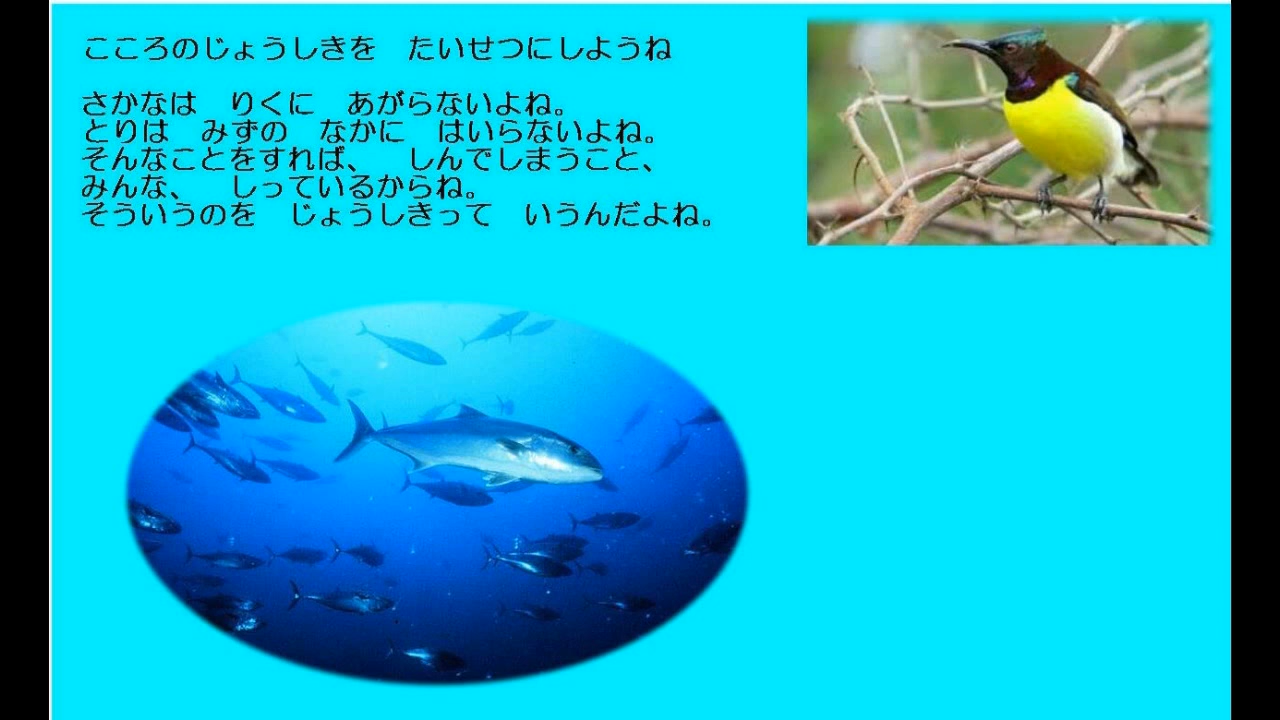 こころのじょうしきを　たいせつにしようね
さかなは　りくに　あがらないよね。
とりは　みずの　なかに　はいらないよね。
そんなことをすれば、　しんでしまうこと、
みんな、　しっているからね。
そういうのを　じょうしきって　いうんだよね。